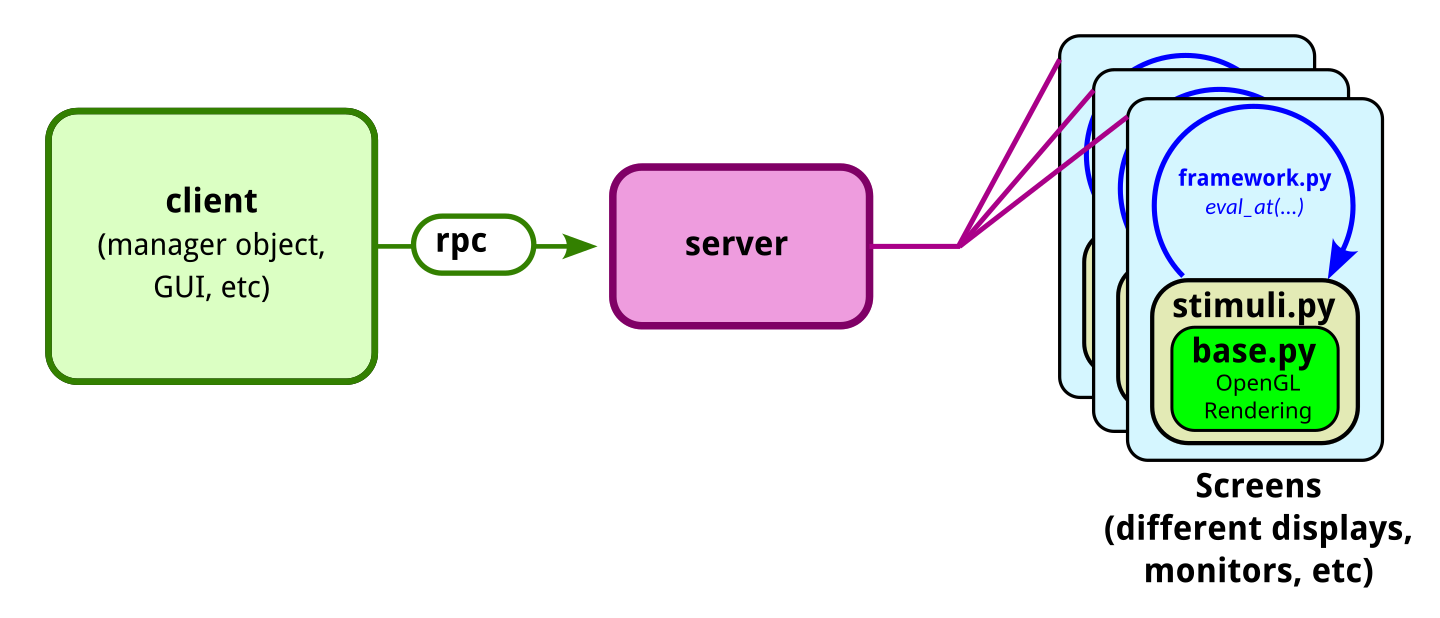 client
(manager object,
GUI, etc)
rpc
server
framework.py
eval_at(...)
stimuli.py
base.py
OpenGL
Rendering
Screens
(different displays,
monitors, etc)